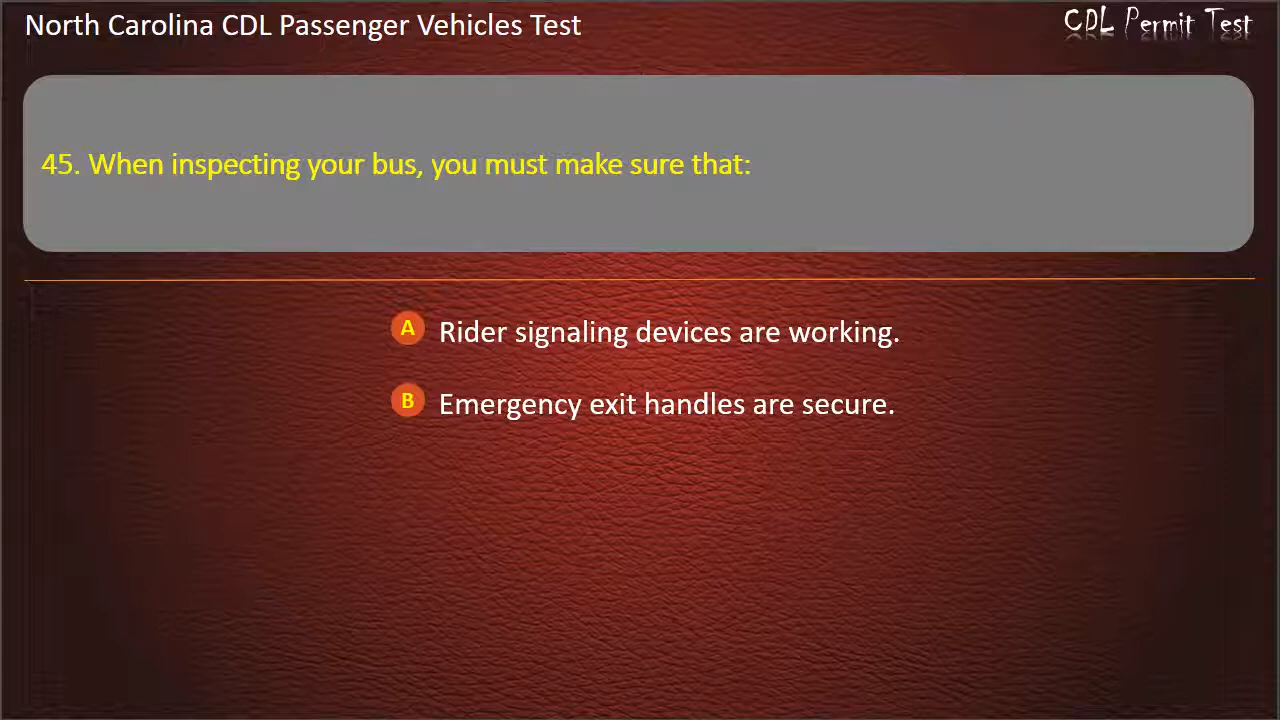 North Carolina CDL Passenger Vehicles Test
CDL Permit Test
45. When inspecting your bus, you must make sure that:
A Rider signaling devices are working.
B Emergency exit handles are secure.